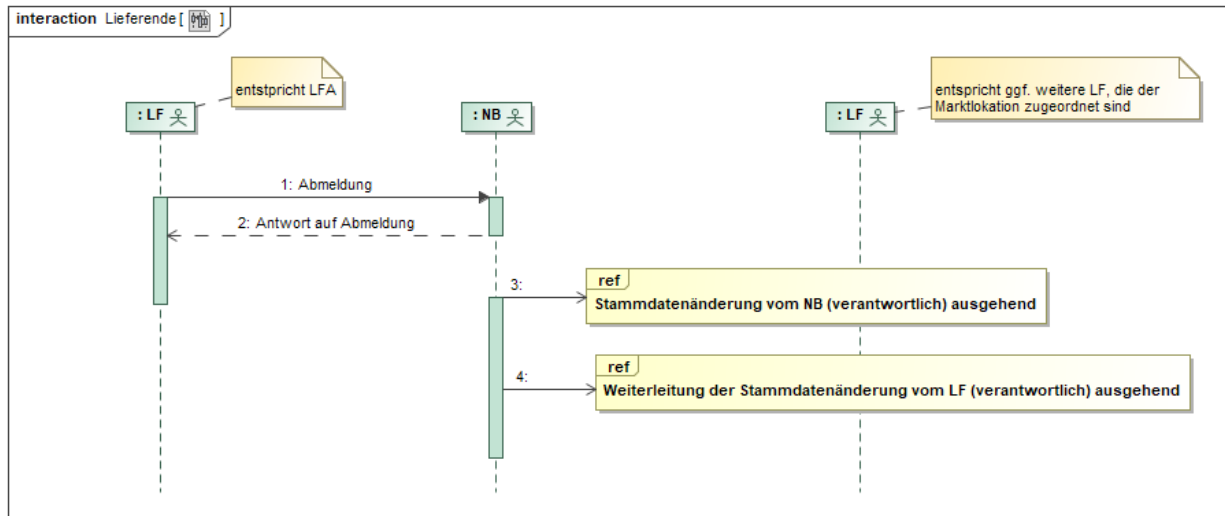 interaction Lieferende[ ]
entstpricht LFA
entspricht ggf. weitere LF, die der
Marktlokation zugeordnet sind
: LF
: NB
: LF
1: Abmeldung
2: Antwort auf Abmeldung
3:
ref
Stammdatenänderung vom NB (verantwortlich) ausgehend
4:
ref
Weiterleitung der Stammdatenänderung vom LF (verantwortlich) ausgehend